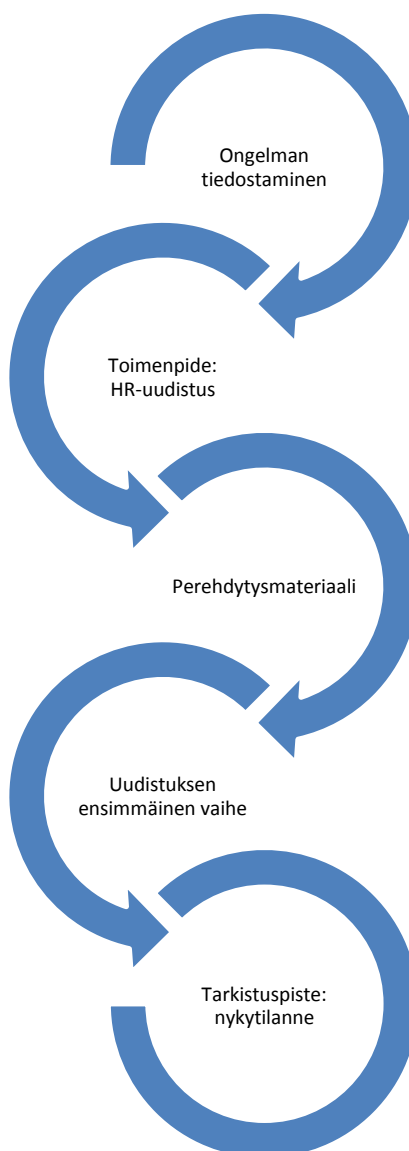 Ongelman
tiedostaminen
Toimenpide:
HR-uudistus
Perehdytysmateriaali
Uudistuksen
ensimmäinen vaihe
Tarkistuspiste:
nykytilanne